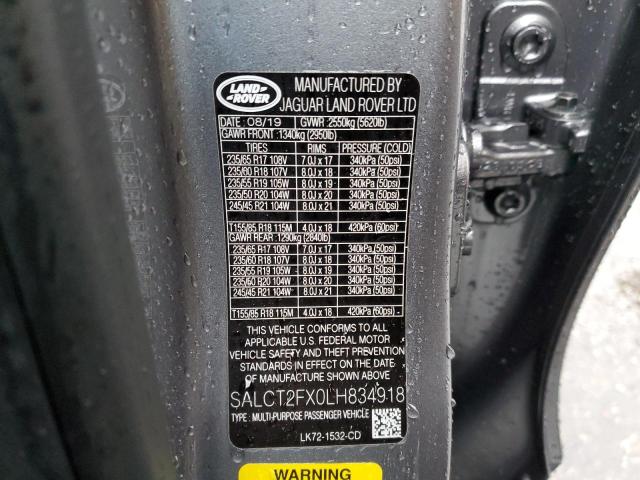 LAND ROVER
MANUFACTURED BY
JAGUAR LAND ROVER LTD
DATE : 08/19 GVWR : 2550kg (5620lb)
GAWR FRONT : 1340kg (2950lb)
TIRES RIMS PRESSURE (COLD)
235/65 R17 108V 7.0J x 17 340kPa (50psi)
235/60 R18 107V 8.0J x 18 340kPa (50psi)
235/55 R19 105W 8.0J x 19 340kPa (50psi)
235/50 R20 104W 8.0J x 20 340kPa (50psi)
245/45 R21 104W 8.0J x 21 340kPa (50psi)
T155/85 R18 115M 4.0J x 18 420kPa (60psi)
GAWR REAR : 1290kg (2840lb)
235/65 R17 108V 7.0J x 17 340kPa (50psi)
235/60 R18 107V 8.0J x 18 340kPa (50psi)
235/55 R19 105W 8.0J x 19 340kPa (50psi)
235/50 R20 104W 8.0J x 20 340kPa (50psi)
245/45 R21 104W 8.0J x 21 340kPa (50psi)
T155/85 R18 115M 4.0J x 18 420kPa (60psi)
THIS VEHICLE CONFORMS TO ALL
APPLICABLE U.S. FEDERAL MOTOR
VEHICLE SAFETY AND THEFT PREVENTION
STANDARDS IN EFFECT ON THE DATE OF
MANUFACTURE SHOWN ABOVE
SALCT2FX0LH834918
TYPE : MULTI-PURPOSE PASSENGER VEHICLE
LK72-1532-CD
WARNING